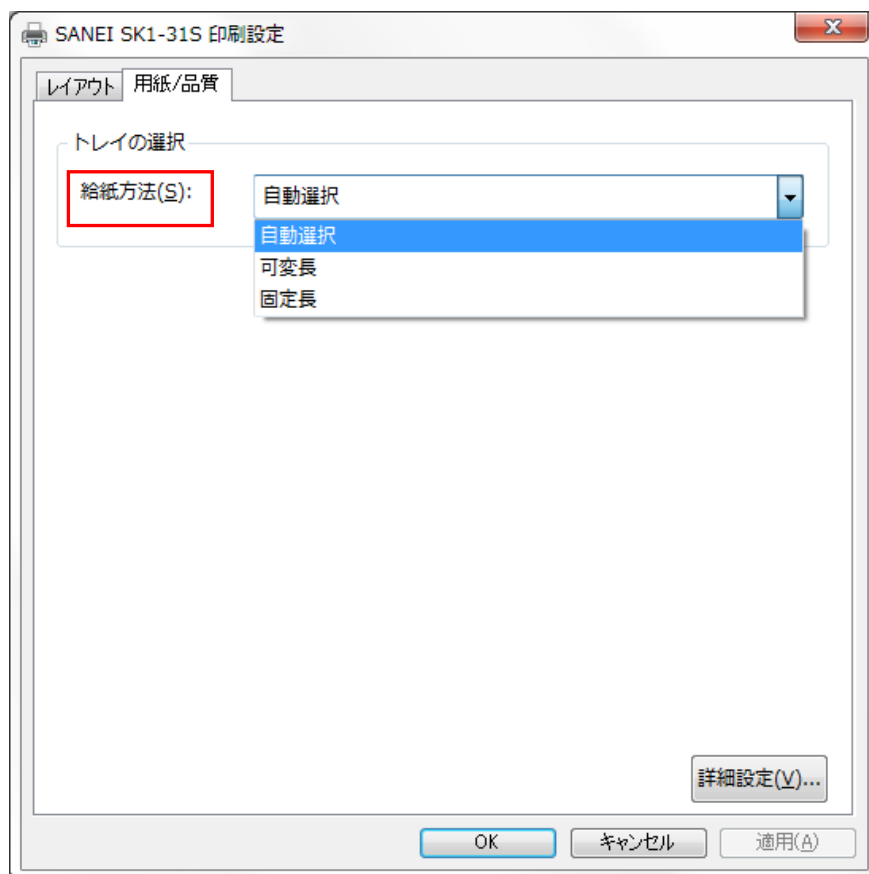 SANEI SK1-31S 印刷設定
レイアウト 用紙/品質
トレイの選択
給紙方法(S): 自動選択
自動選択
可変長
固定長
詳細設定(V)...
OK キャンセル 適用(A)